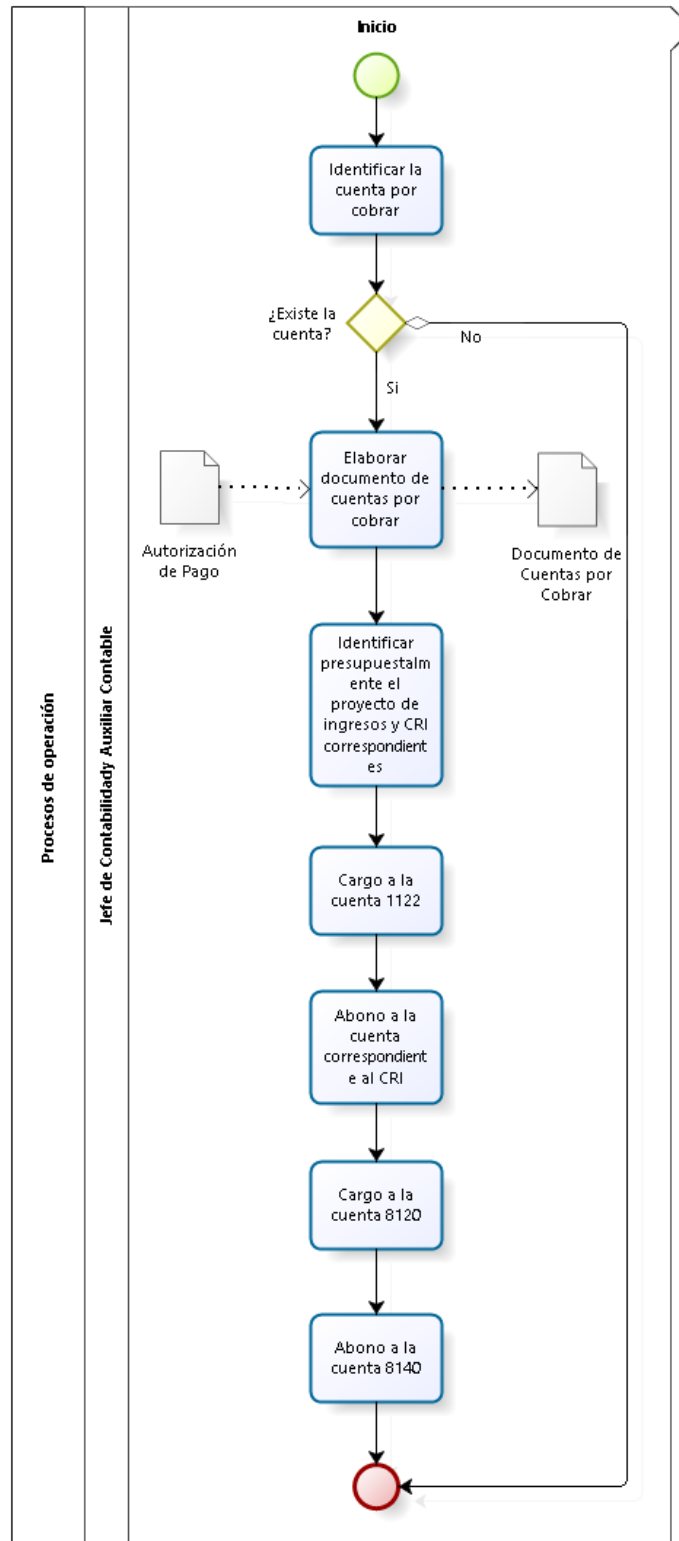 Inicio
Identificar la
cuenta por
cobrar
¿Existe la
cuenta?
No
Si
Elaborar
documento de
cuentas por
cobrar
Autorización
de Pago
Documento de
Cuentas por
Cobrar
Identificar
presupuestalm
ente el
proyecto de
ingresos y CRI
correspondient
es
Cargo a la
cuenta 1122
Abono a la
cuenta
correspondient
e al CRI
Cargo a la
cuenta 8120
Abono a la
cuenta 8140
Procesos de operación
Jefe de Contabilidady Auxiliar Contable